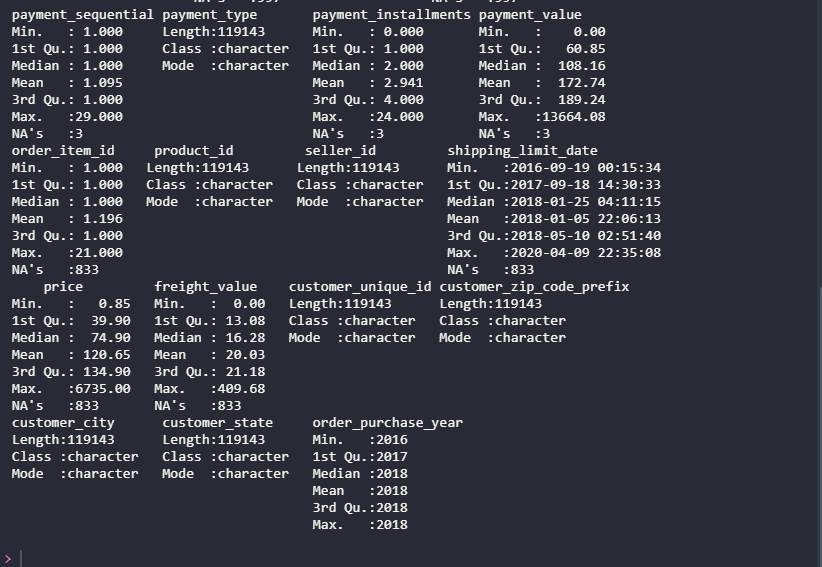 payment_sequential payment_type       payment_installments payment_value
Min.   : 1.000     Length:119143      Min.   : 0.000       Min.   :    0.00
1st Qu.: 1.000     Class :character   1st Qu.: 1.000       1st Qu.:   60.85
Median : 1.000     Mode  :character   Median : 2.000       Median :  108.16
Mean   : 1.095                        Mean   : 2.941       Mean   :  172.74
3rd Qu.: 1.000                        3rd Qu.: 4.000       3rd Qu.:  189.24
Max.   :29.000                        Max.   :24.000       Max.   :13664.08
NA's   :3                             NA's   :3            NA's   :3
order_item_id     product_id         seller_id         shipping_limit_date
Min.   : 1.000   Length:119143      Length:119143      Min.   :2016-09-19 00:15:34
1st Qu.: 1.000   Class :character   Class :character   1st Qu.:2017-09-18 14:30:33
Median : 1.000   Mode  :character   Mode  :character   Median :2018-01-25 04:11:15
Mean   : 1.196                                         Mean   :2018-01-05 22:06:13
3rd Qu.: 1.000                                         3rd Qu.:2018-05-10 02:51:40
Max.   :21.000                                         Max.   :2020-04-09 22:35:08
NA's   :833                                            NA's   :833
    price         freight_value    customer_unique_id customer_zip_code_prefix
Min.   :   0.85   Min.   :  0.00   Length:119143      Length:119143
1st Qu.:  39.90   1st Qu.: 13.08   Class :character   Class :character
Median :  74.90   Median : 16.28   Mode  :character   Mode  :character
Mean   : 120.65   Mean   : 20.03
3rd Qu.: 134.90   3rd Qu.: 21.18
Max.   :6735.00   Max.   :409.68
NA's   :833       NA's   :833
customer_city      customer_state     order_purchase_year
Length:119143      Length:119143      Min.   :2016
Class :character   Class :character   1st Qu.:2017
Mode  :character   Mode  :character   Median :2018
                                      Mean   :2018
                                      3rd Qu.:2018
                                      Max.   :2018
>